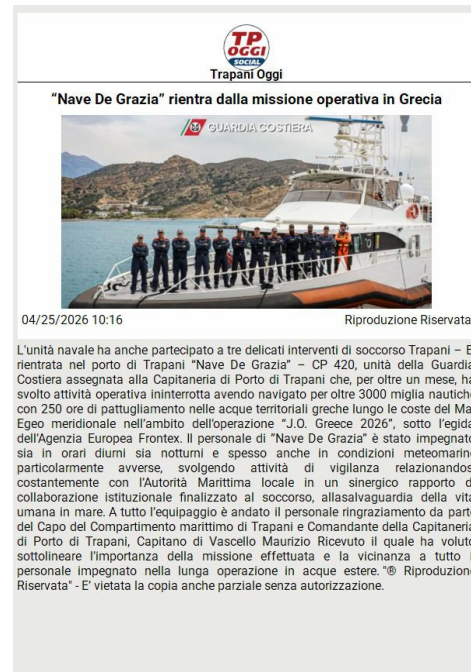 TP
OGGI
SOCIAL
Trapani Oggi
“Nave De Grazia” rientra dalla missione operativa in Grecia
GUARDIA COSTIERA
04/25/2026 10:16
Riproduzione Riservata
L'unità navale ha anche partecipato a tre delicati interventi di soccorso Trapani – E
rientrata nel porto di Trapani “Nave De Grazia” – CP 420, unità della Guardia
Costiera assegnata alla Capitaneria di Porto di Trapani che, per oltre un mese, ha
svolto attività operativa ininterrotta avendo navigato per oltre 3000 miglia nautiche
con 250 ore di pattugliamento nelle acque territoriali greche lungo le coste del Ma
Egeo meridionale nell'ambito dell'operazione “J.O. Greece 2026”, sotto l'egida
dell'Agenzia Europea Frontex. Il personale di “Nave De Grazia” è stato impegnato
sia in orari diurni sia notturni e spesso anche in condizioni meteomarine
particolarmente avverse, svolgendo attività di vigilanza relazionandos
costantemente con l'Autorità Marittima locale in un sinergico rapporto d
collaborazione istituzionale finalizzato al soccorso, allasalvaguardia della vita
umana in mare. A tutto l'equipaggio è andato il personale ringraziamento da parte
del Capo del Compartimento marittimo di Trapani e Comandante della Capitaneria
di Porto di Trapani, Capitano di Vascello Maurizio Ricevuto il quale ha voluto
sottolineare l'importanza della missione effettuata e la vicinanza a tutto i
personale impegnato nella lunga operazione in acque estere. "® Riproduzione
Riservata" - E' vietata la copia anche parziale senza autorizzazione.